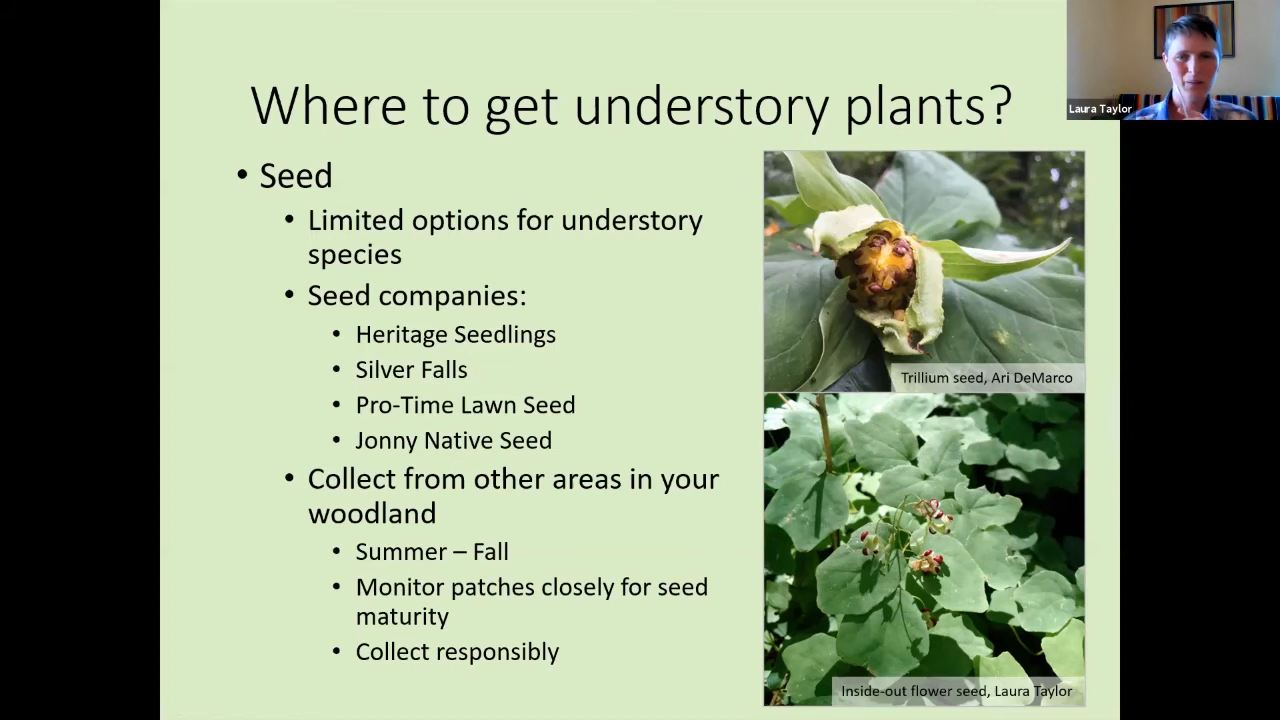 Where to get understory plants?
Laura Taylor
• Seed
• Limited options for understory
species
• Seed companies:
• Heritage Seedlings
• Silver Falls
• Pro-Time Lawn Seed
• Jonny Native Seed
• Collect from other areas in your
woodland
• Summer – Fall
• Monitor patches closely for seed
maturity
• Collect responsibly
Trillium seed, Ari DeMarco
Inside-out flower seed, Laura Taylor